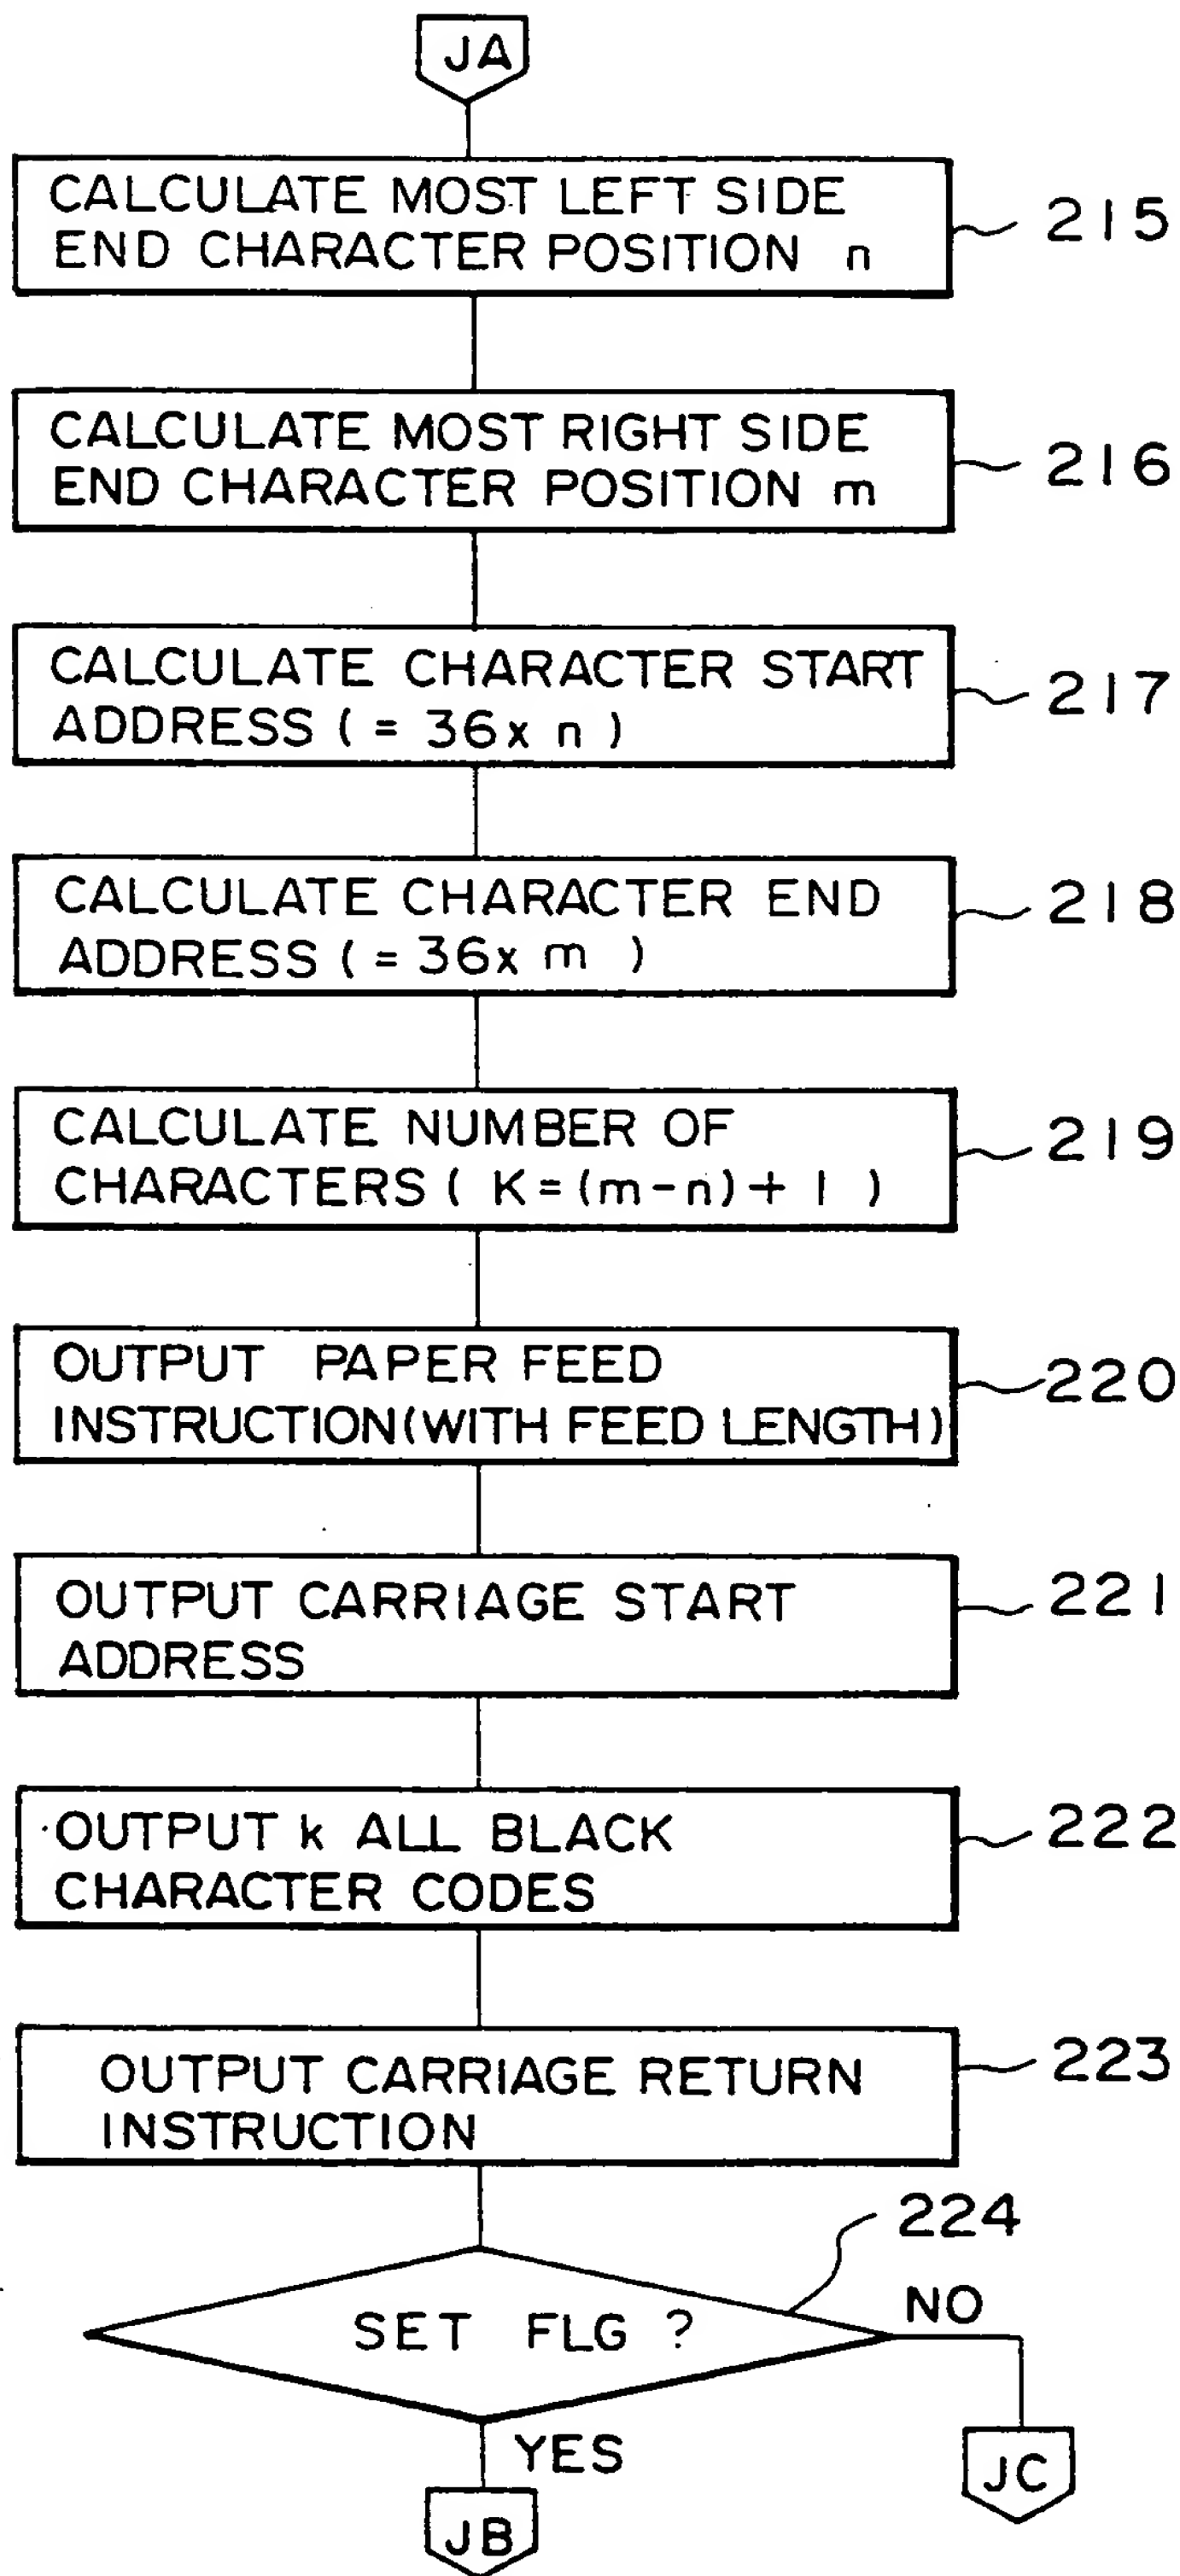 JA
CALCULATE MOST LEFT SIDE
END CHARACTER POSITION n
215
CALCULATE MOST RIGHT SIDE
END CHARACTER POSITION m
216
CALCULATE CHARACTER START
ADDRESS ( = 36x n )
217
CALCULATE CHARACTER END
ADDRESS ( = 36x m )
218
CALCULATE NUMBER OF
CHARACTERS ( K = (m-n) + 1 )
219
OUTPUT PAPER FEED
INSTRUCTION (WITH FEED LENGTH)
220
OUTPUT CARRIAGE START
ADDRESS
221
OUTPUT k ALL BLACK
CHARACTER CODES
222
OUTPUT CARRIAGE RETURN
INSTRUCTION
223
224
SET FLG ?
NO
YES
JC
JB